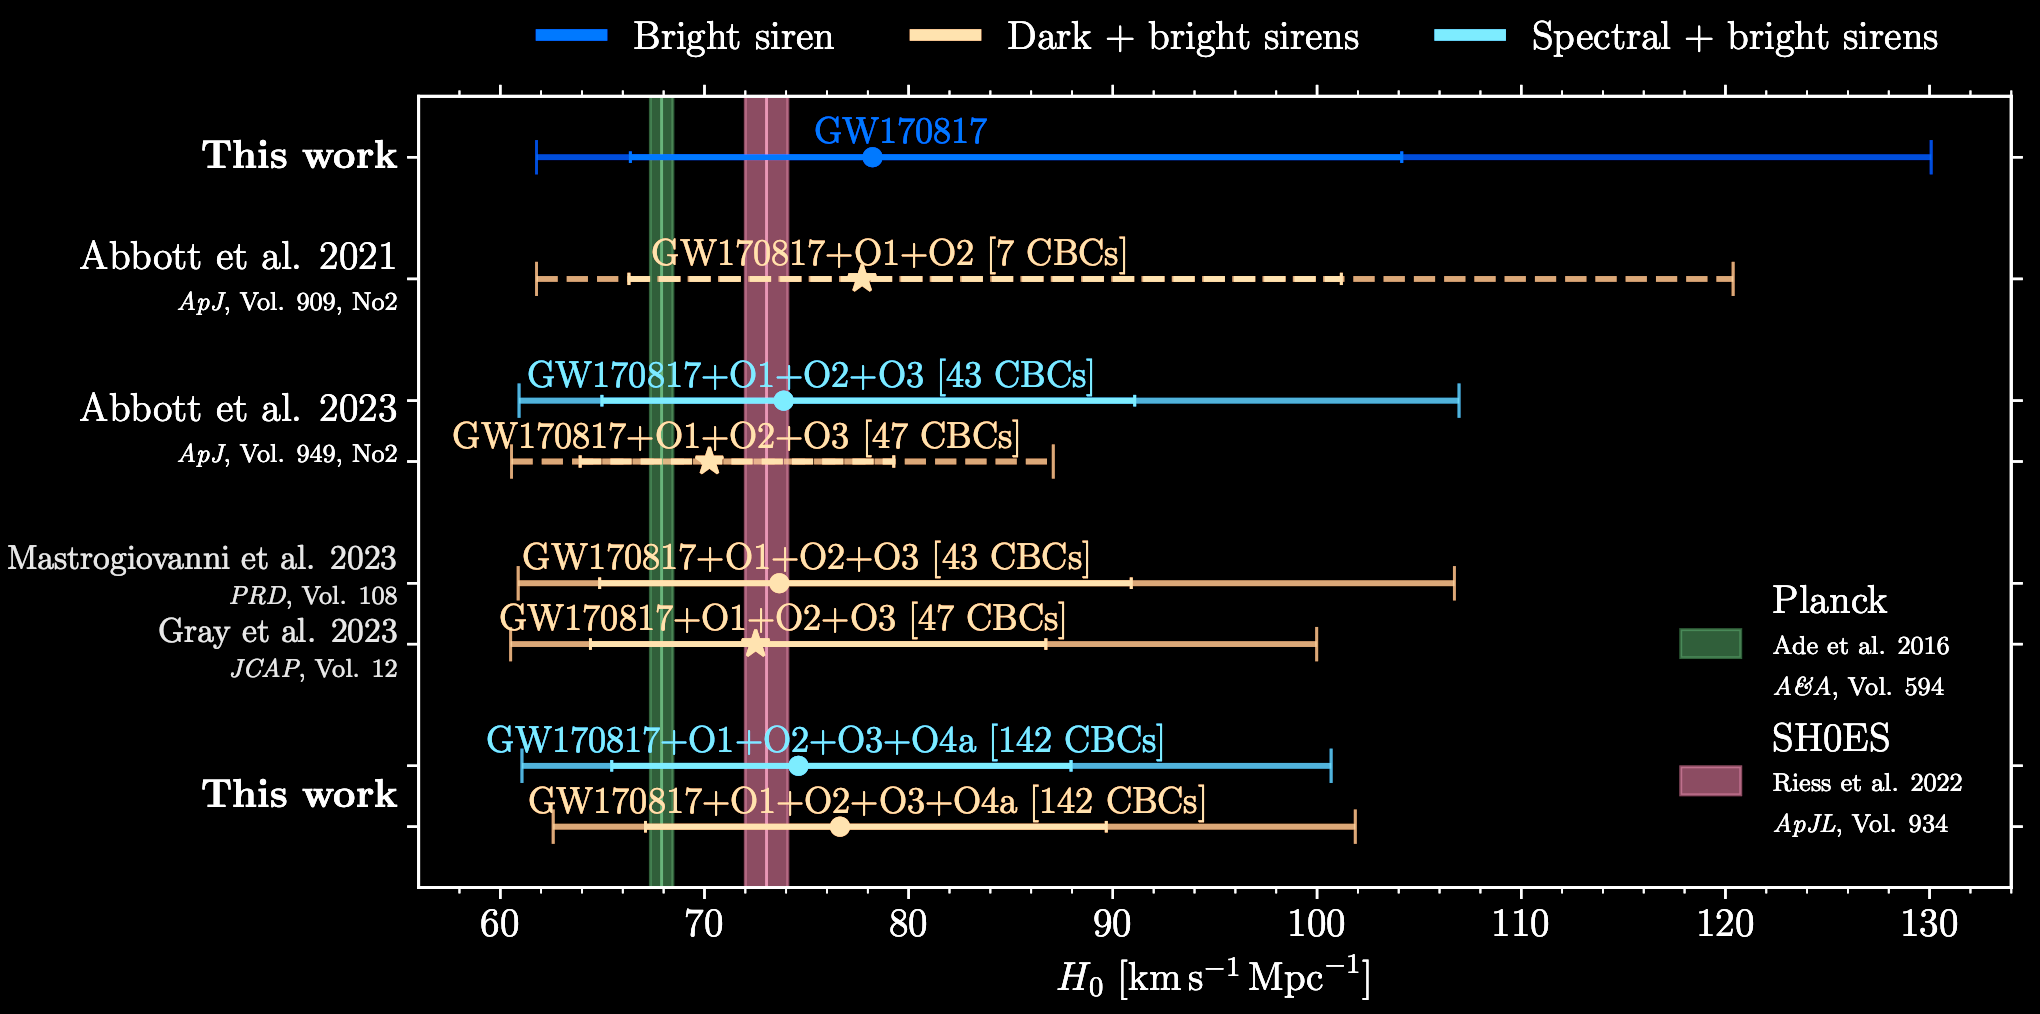 Bright siren
Dark + bright sirens
Spectral + bright sirens
This work
GW170817
Abbott et al. 2021
ApJ, Vol. 909, No2
GW170817+O1+O2 [7 CBCs]
Abbott et al. 2023
ApJ, Vol. 949, No2
GW170817+O1+O2+O3 [43 CBCs]
GW170817+O1+O2+O3 [47 CBCs]
Mastrogiovanni et al. 2023
PRD, Vol. 108
GW170817+O1+O2+O3 [43 CBCs]
Gray et al. 2023
JCAP, Vol. 12
GW170817+O1+O2+O3 [47 CBCs]
This work
GW170817+O1+O2+O3+O4a [142 CBCs]
GW170817+O1+O2+O3+O4a [142 CBCs]
Planck
Ade et al. 2016
A&A, Vol. 594
SH0ES
Riess et al. 2022
ApJL, Vol. 934
60 70 80 90 100 110 120 130
H₀ [km s⁻¹ Mpc⁻¹]